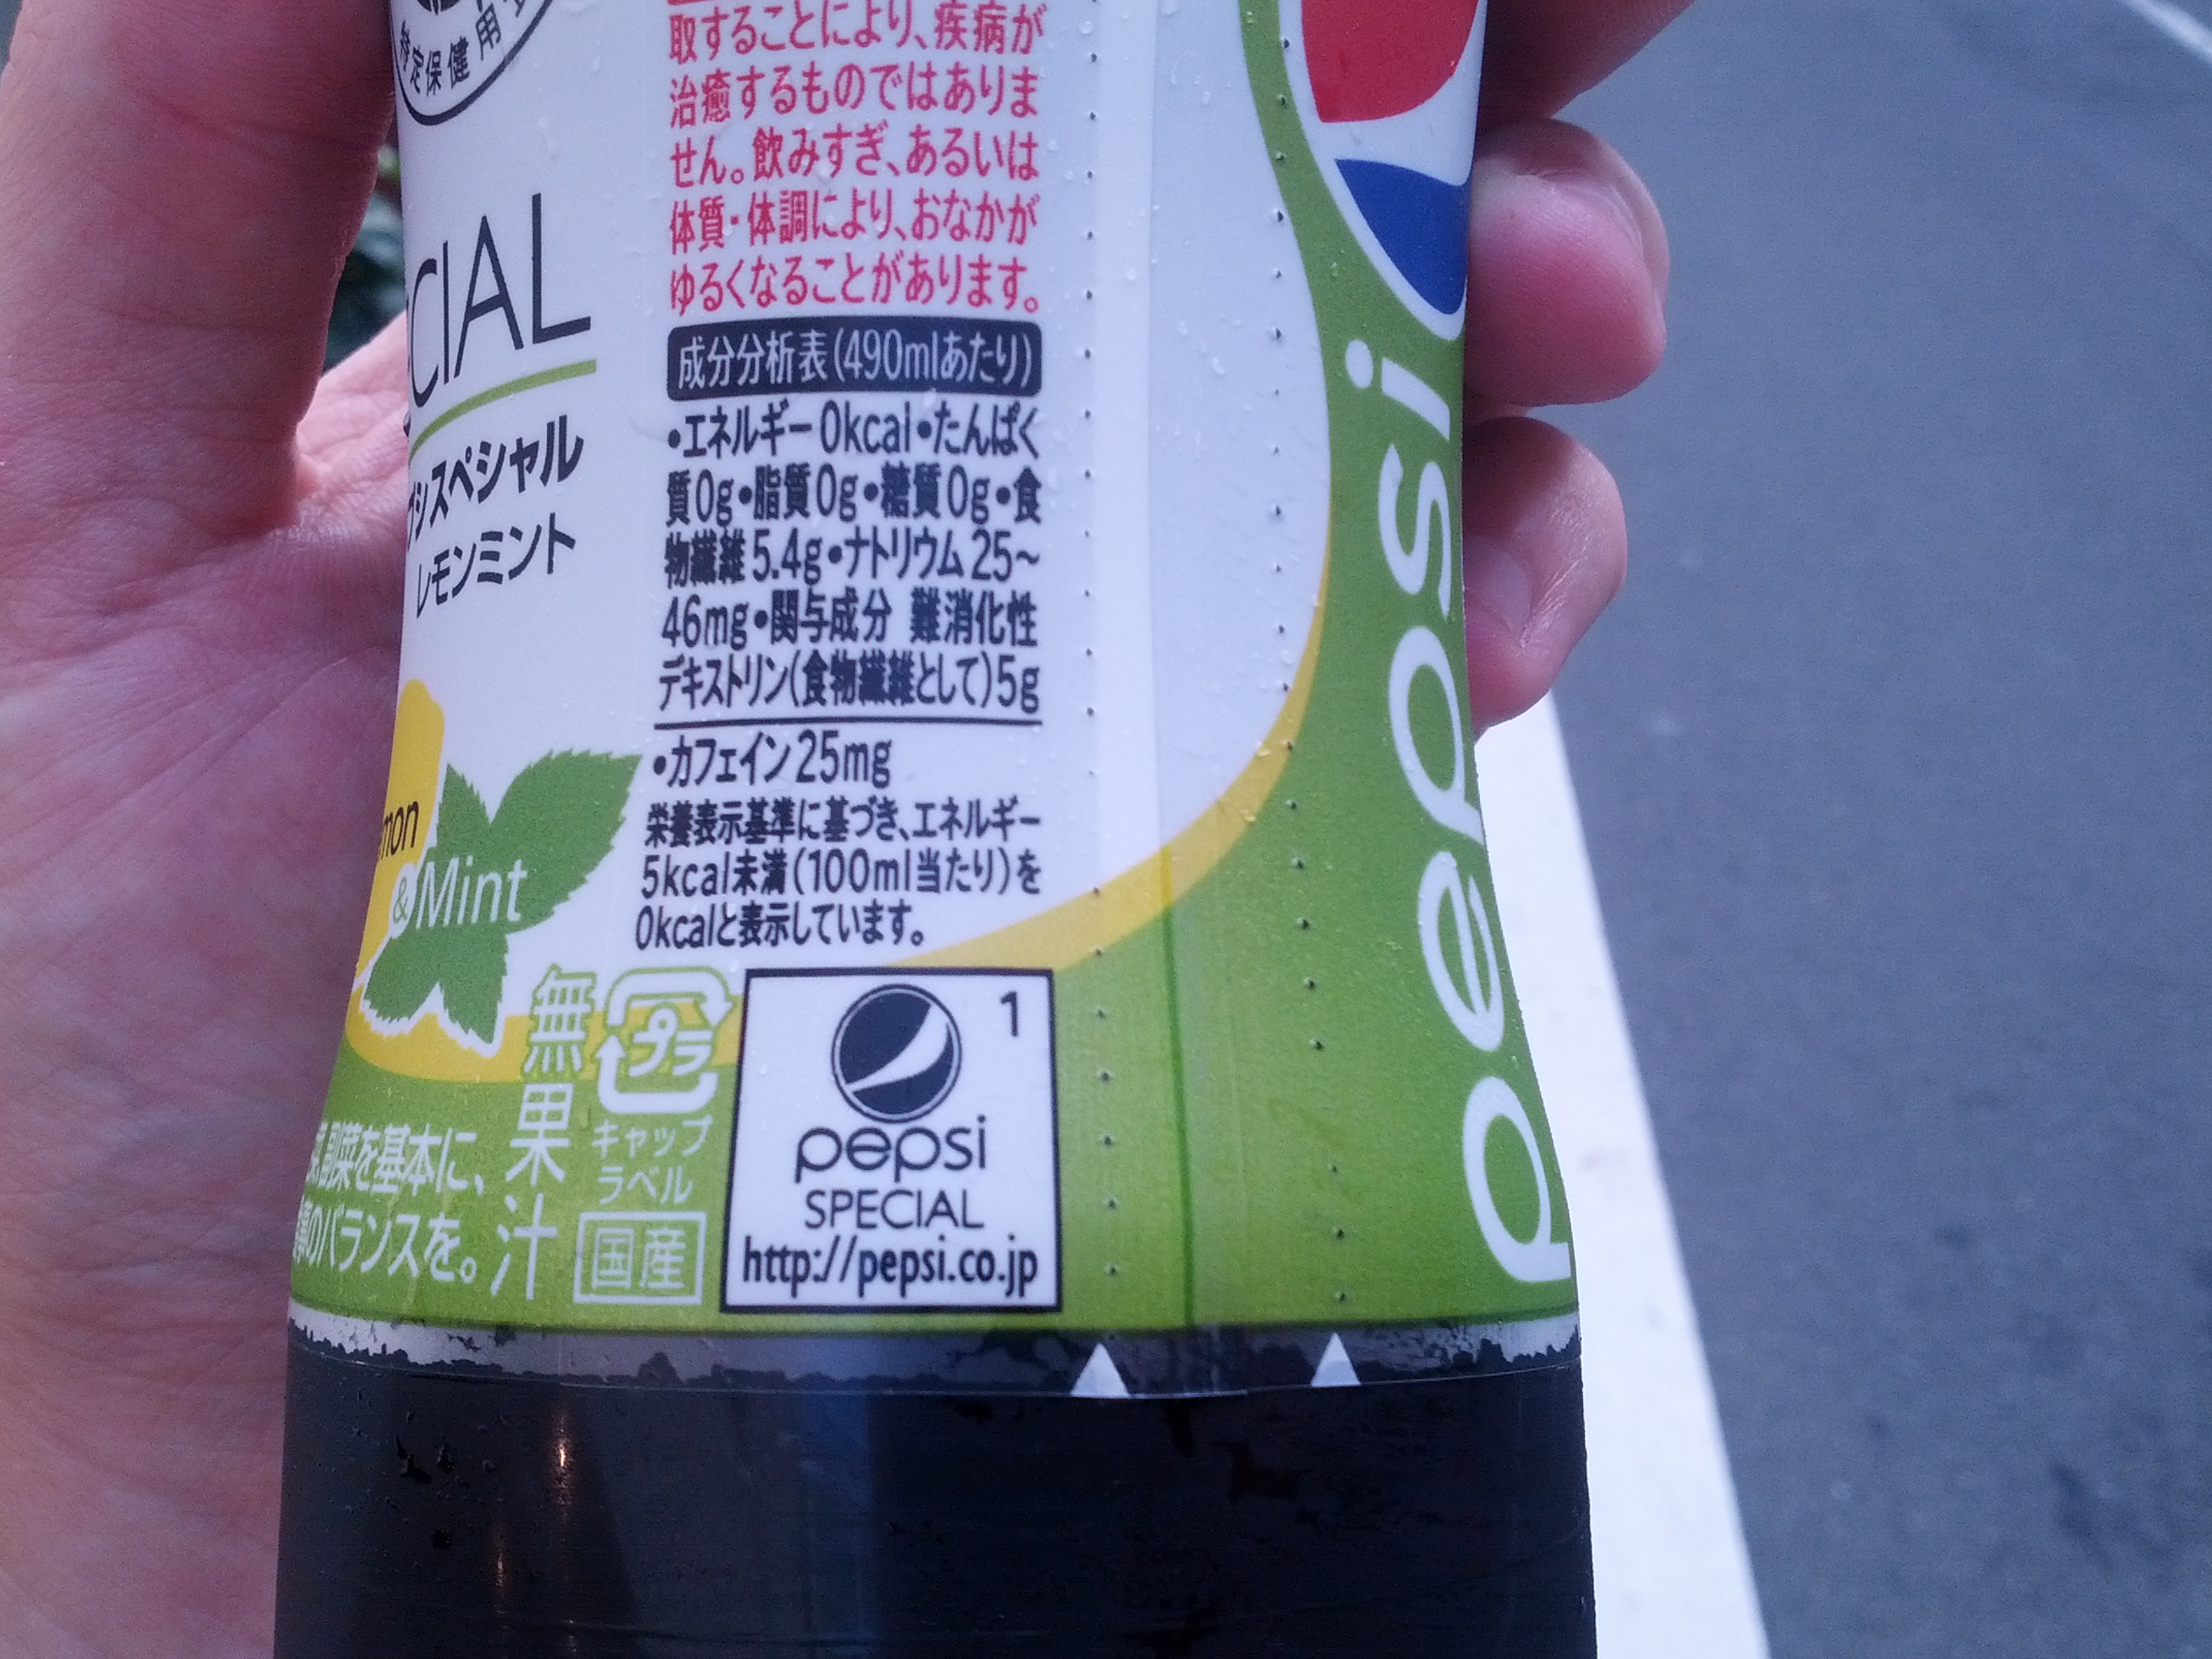 特定保健用
CIAL
シスペシャル
レモンミント
mon
& Mint
取することにより、疾病が
治癒するものではありま
せん。飲みすぎ、あるいは
体質・体調により、おなかが
ゆるくなることがあります。
成分分析表(490mlあたり)
•エネルギー0kcal•たんぱく
質0g•脂質0g•糖質0g•食
物繊維5.4g•ナトリウム25~
46mg•関与成分 難消化性
デキストリン(食物繊維として)5g
•カフェイン25mg
栄養表示基準に基づき、エネルギー
5kcal未満(100ml当たり)を
0kcalと表示しています。
副菜を基本に、
のバランスを。
無果汁
プラ
キャップ
ラベル
国産
1
pepsi
SPECIAL
http://pepsi.co.jp
pepsi